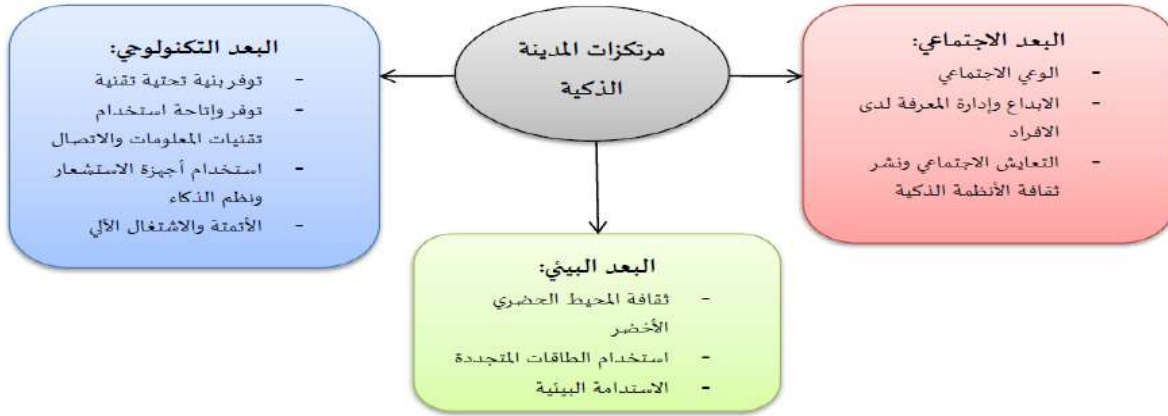 مرتكزات المدينة
الذكية
البعد الاجتماعي:
- الوعي الاجتماعي
- الابداع وإدارة المعرفة لدى
الافراد
- التعايش الاجتماعي ونشر
ثقافة الأنظمة الذكية
البعد التكنولوجي:
- توفر بنية تحتية تقنية
- توفر وإتاحة استخدام
تقنيات المعلومات والاتصال
- استخدام أجهزة الاستشعار
ونظم الذكاء
- الأتمتة والاشتغال الآلي
البعد البيئي:
- ثقافة المحيط الحضري
الأخضر
- استخدام الطاقات المتجددة
- الاستدامة البيئية